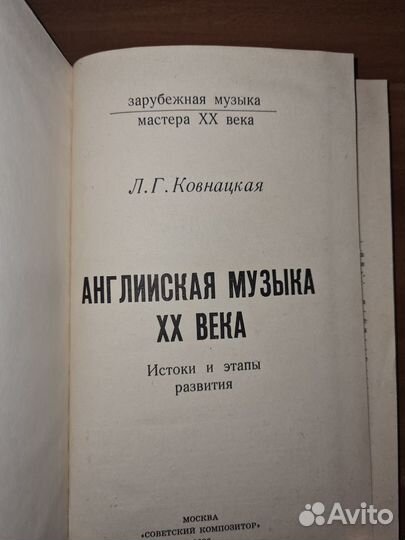 зарубежная музыка
мастера XX века
Л. Г. Ковнацкая
АНГЛИЙСКАЯ МУЗЫКА
XX ВЕКА
Истоки и этапы
развития
МОСКВА
«СОВЕТСКИЙ КОМПОЗИТОР»
Avito